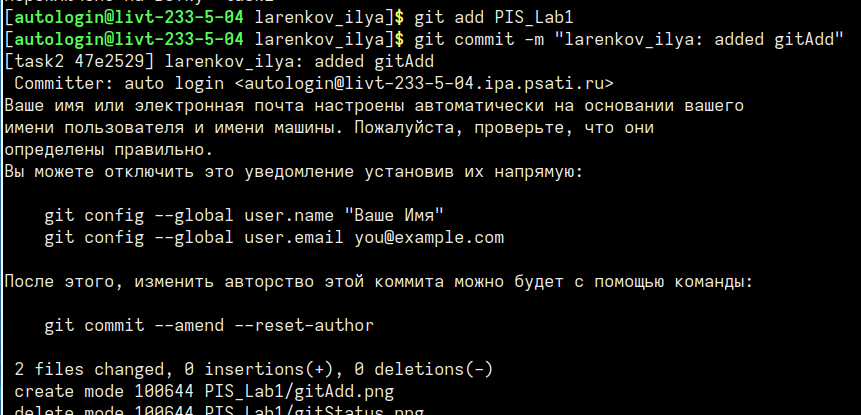 [autologin@livt-233-5-04 larenkov_ilya]$ git add PIS_Lab1
[autologin@livt-233-5-04 larenkov_ilya]$ git commit -m "larenkov_ilya: added gitAdd"
[task2 47e2529] larenkov_ilya: added gitAdd
Committer: auto login <autologin@livt-233-5-04.ipa.psati.ru>
Ваше имя или электронная почта настроены автоматически на основании вашего
имени пользователя и имени машины. Пожалуйста, проверьте, что они
определены правильно.
Вы можете отключить это уведомление установив их напрямую:
git config --global user.name "Ваше Имя"
git config --global user.email you@example.com
После этого, изменить авторство этой коммита можно будет с помощью команды:
git commit --amend --reset-author
2 files changed, 0 insertions(+), 0 deletions(-)
create mode 100644 PIS_Lab1/gitAdd.png
delete mode 100644 PIS_Lab1/gitStatus.png